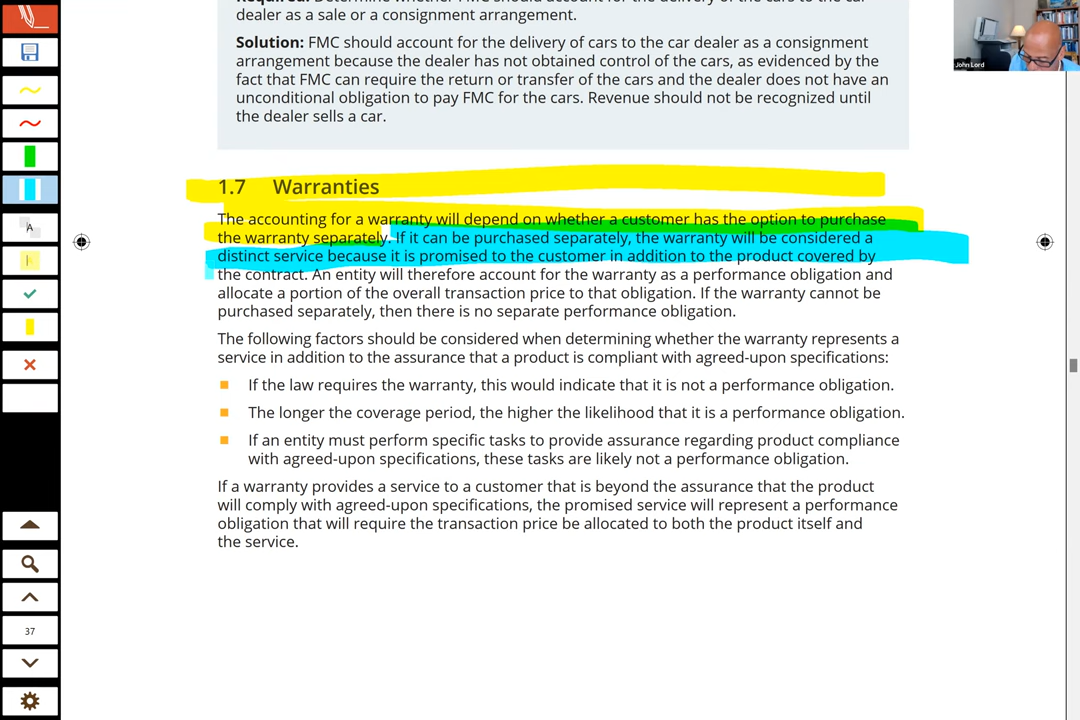 dealer as a sale or a consignment arrangement.
Solution: FMC should account for the delivery of cars to the car dealer as a consignment
arrangement because the dealer has not obtained control of the cars, as evidenced by the
fact that FMC can require the return or transfer of the cars and the dealer does not have an
unconditional obligation to pay FMC for the cars. Revenue should not be recognized until
the dealer sells a car.
John Lord
1.7 Warranties
The accounting for a warranty will depend on whether a customer has the option to purchase
the warranty separately. If it can be purchased separately, the warranty will be considered a
distinct service because it is promised to the customer in addition to the product covered by
the contract. An entity will therefore account for the warranty as a performance obligation and
allocate a portion of the overall transaction price to that obligation. If the warranty cannot be
purchased separately, then there is no separate performance obligation.
The following factors should be considered when determining whether the warranty represents a
service in addition to the assurance that a product is compliant with agreed-upon specifications:
If the law requires the warranty, this would indicate that it is not a performance obligation.
The longer the coverage period, the higher the likelihood that it is a performance obligation.
If an entity must perform specific tasks to provide assurance regarding product compliance
with agreed-upon specifications, these tasks are likely not a performance obligation.
If a warranty provides a service to a customer that is beyond the assurance that the product
will comply with agreed-upon specifications, the promised service will represent a performance
obligation that will require the transaction price be allocated to both the product itself and
the service.
A
37